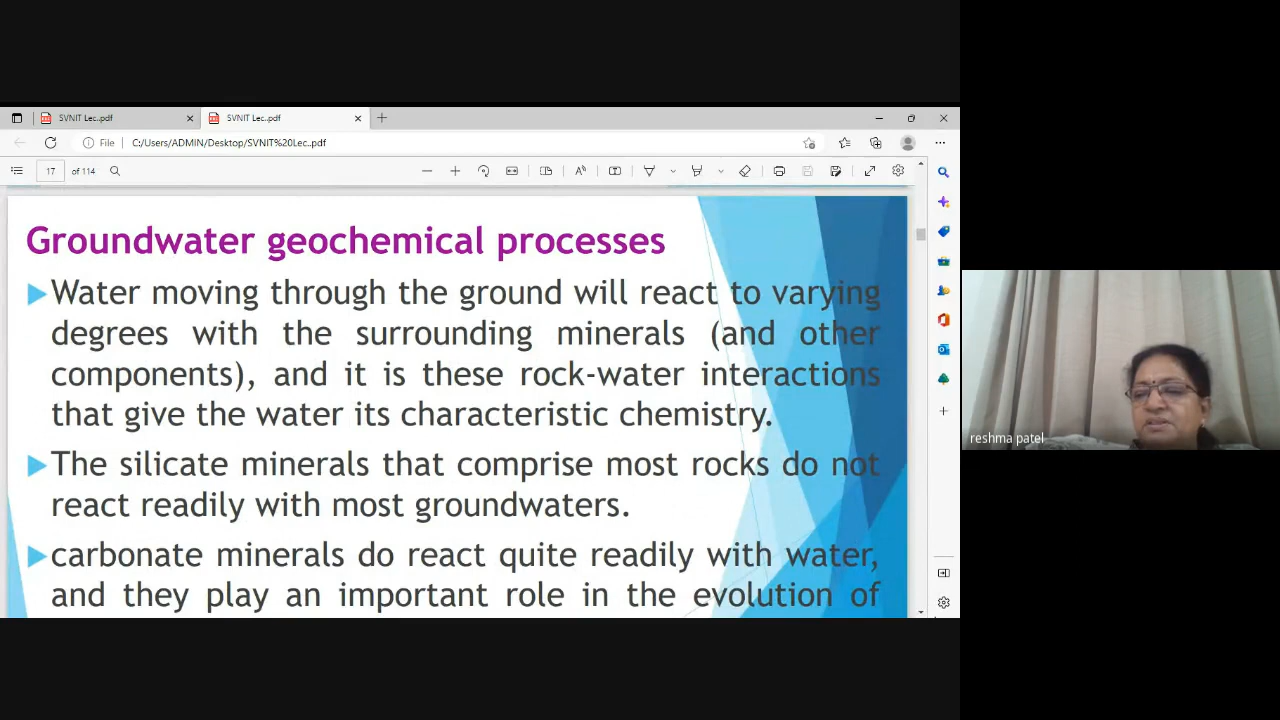 SVNIT Lec..pdf
SVNIT Lec..pdf
File C:/Users/ADMIN/Desktop/SVNIT%20Lec..pdf
17 of 114
Groundwater geochemical processes
Water moving through the ground will react to varying
degrees with the surrounding minerals (and other
components), and it is these rock-water interactions
that give the water its characteristic chemistry.
The silicate minerals that comprise most rocks do not
react readily with most groundwaters.
carbonate minerals do react quite readily with water,
and they play an important role in the evolution of
reshma patel